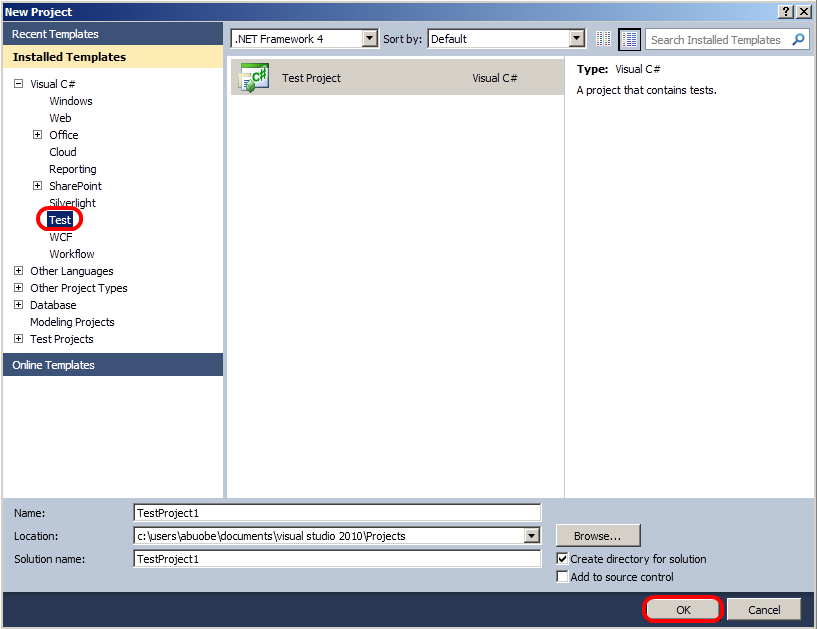 New Project
Recent Templates
.NET Framework 4 Sort by: Default Search Installed Templates
Installed Templates
Visual C#
Windows
Web
Office
Cloud
Reporting
SharePoint
Silverlight
Test
WCF
Workflow
Other Languages
Other Project Types
Database
Modeling Projects
Test Projects
Online Templates
Test Project Visual C#
Type: Visual C#
A project that contains tests.
Name: TestProject1
Location: c:\users\abuobe\documents\visual studio 2010\Projects Browse...
Solution name: TestProject1
Create directory for solution
Add to source control
OK Cancel